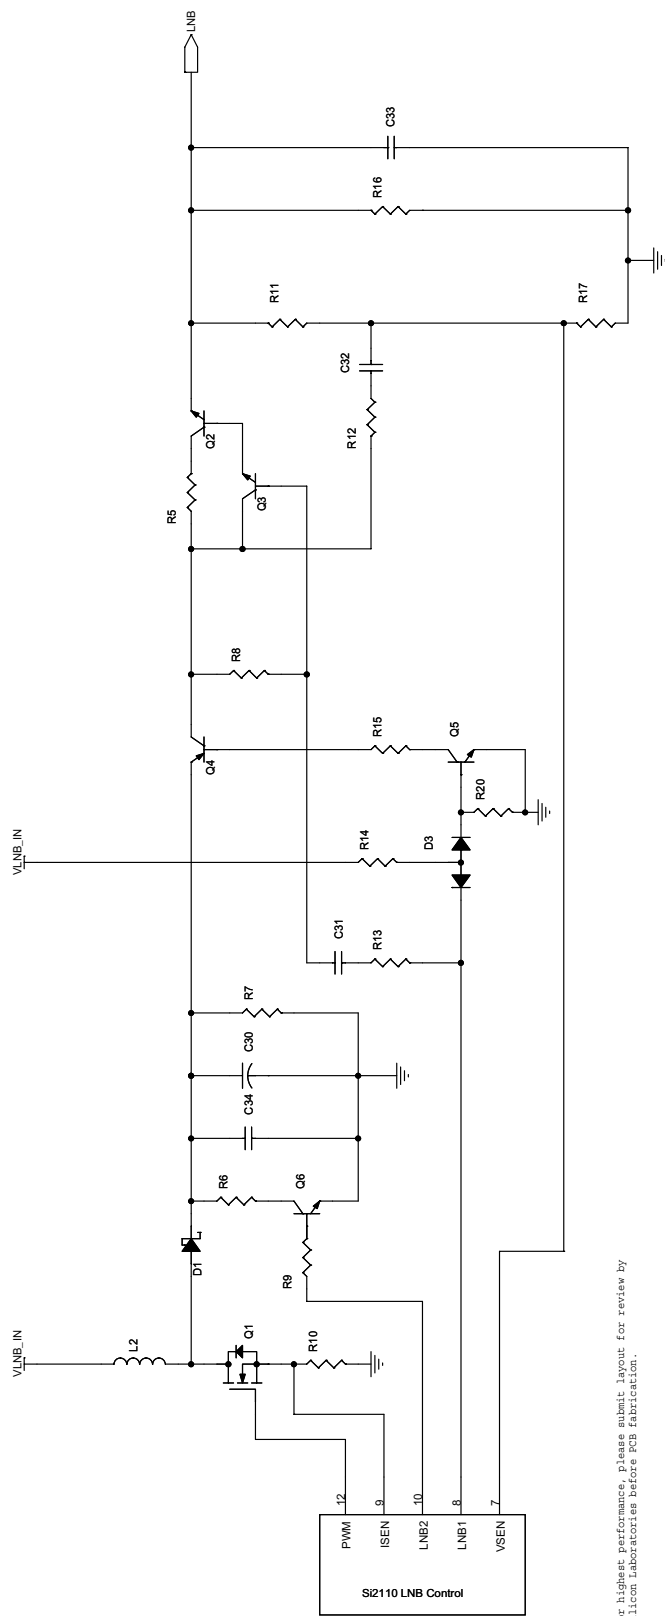 VLNB_IN
VLNB_IN
LNB
L2
D1
R6
C34
C30
R7
Q4
R8
R5
Q2
Q3
R11
R16
C33
Q1
R9
Q6
R10
C31
R13
R14
D3
R15
Q5
R20
R12
C32
R17
PWM
12
ISEN
9
LNB2
10
LNB1
8
VSEN
7
Si2110 LNB Control
r highest performance, please submit layout for review by
licon Laboratories before PCB fabrication.